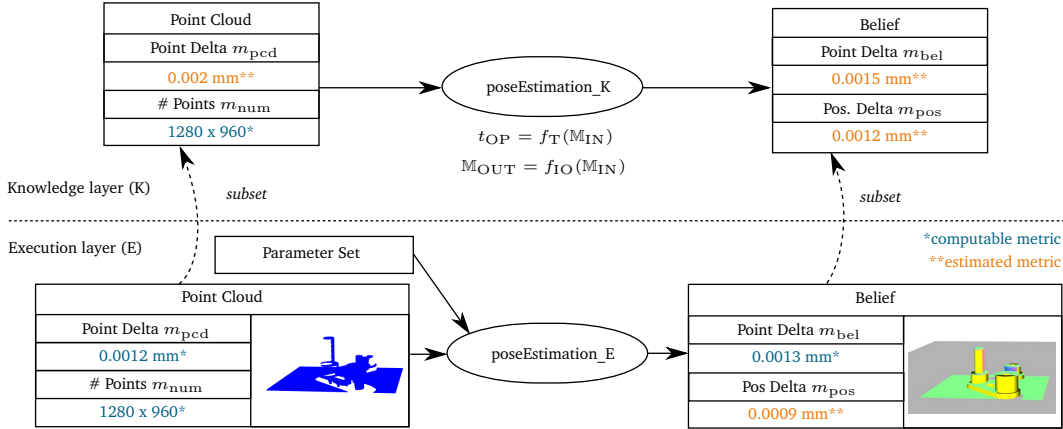 Point Cloud
Point Delta m_pcd
0.002 mm**
# Points m_num
1280 x 960*
poseEstimation_K
t_OP = f_T(𝕄_IN)
𝕄_OUT = f_IO(𝕄_IN)
Belief
Point Delta m_bel
0.0015 mm**
Pos. Delta m_pos
0.0012 mm**
Knowledge layer (K)
subset
subset
Execution layer (E)
Parameter Set
*computable metric
**estimated metric
Point Cloud
Point Delta m_pcd
0.0012 mm*
# Points m_num
1280 x 960*
poseEstimation_E
Belief
Point Delta m_bel
0.0013 mm*
Pos Delta m_pos
0.0009 mm**